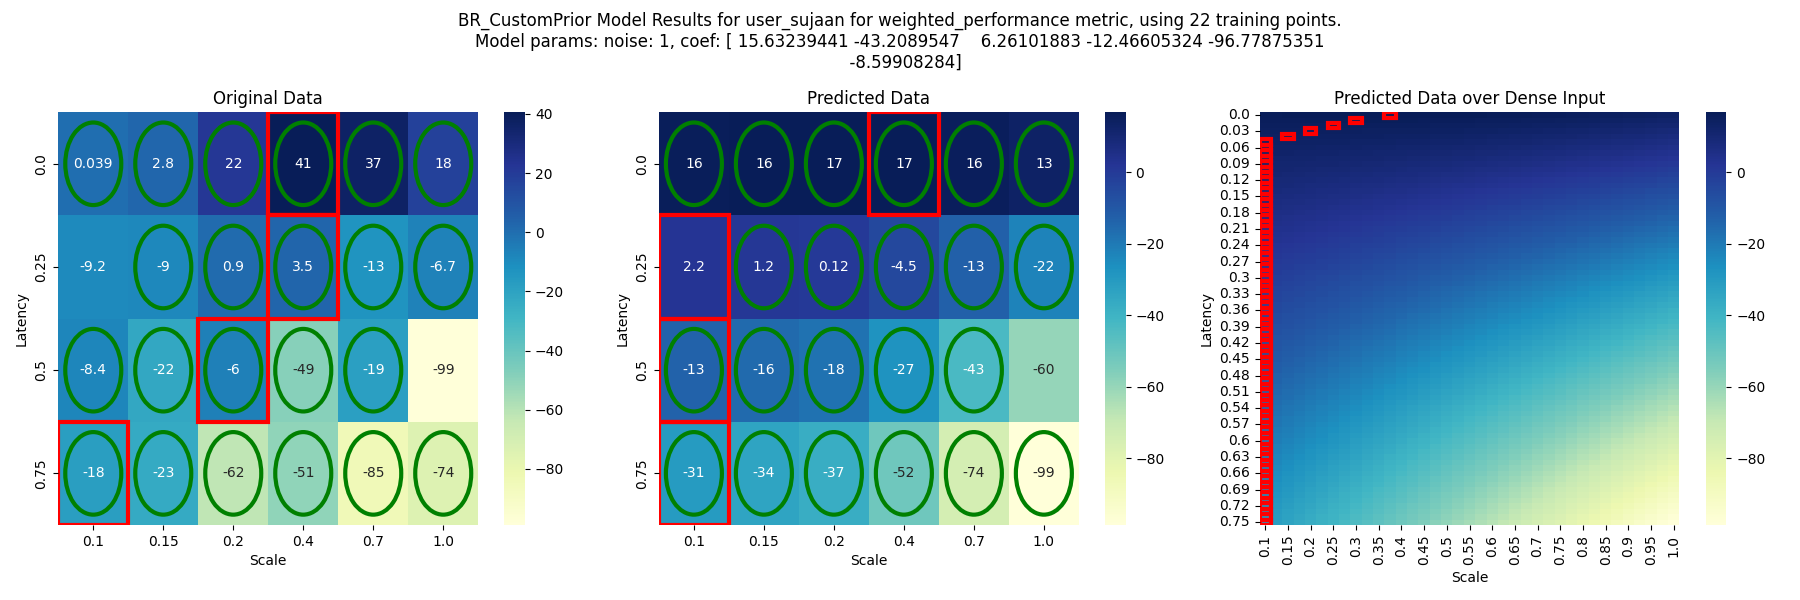 BR_CustomPrior Model Results for user_sujaan for weighted_performance metric, using 22 training points.
Model params: noise: 1, coef: [ 15.63239441 -43.2089547    6.26101883 -12.46605324 -96.77875351
-8.59908284]
Original Data
Latency
0.0
0.25
0.5
0.75
0.039 2.8 22 41 37 18
-9.2 -9 0.9 3.5 -13 -6.7
-8.4 -22 -6 -49 -19 -99
-18 -23 -62 -51 -85 -74
0.1 0.15 0.2 0.4 0.7 1.0
Scale
40
20
0
−20
−40
−60
−80
Predicted Data
Latency
0.0
0.25
0.5
0.75
16 16 17 17 16 13
2.2 1.2 0.12 -4.5 -13 -22
-13 -16 -18 -27 -43 -60
-31 -34 -37 -52 -74 -99
0.1 0.15 0.2 0.4 0.7 1.0
Scale
0
−20
−40
−60
−80
Predicted Data over Dense Input
Latency
0.0
0.03
0.06
0.09
0.12
0.15
0.18
0.21
0.24
0.27
0.3
0.33
0.36
0.39
0.42
0.45
0.48
0.51
0.54
0.57
0.6
0.63
0.66
0.69
0.72
0.75
0.1 0.15 0.2 0.25 0.3 0.35 0.4 0.45 0.5 0.55 0.6 0.65 0.7 0.75 0.8 0.85 0.9 0.95 1.0
Scale
0
−20
−40
−60
−80